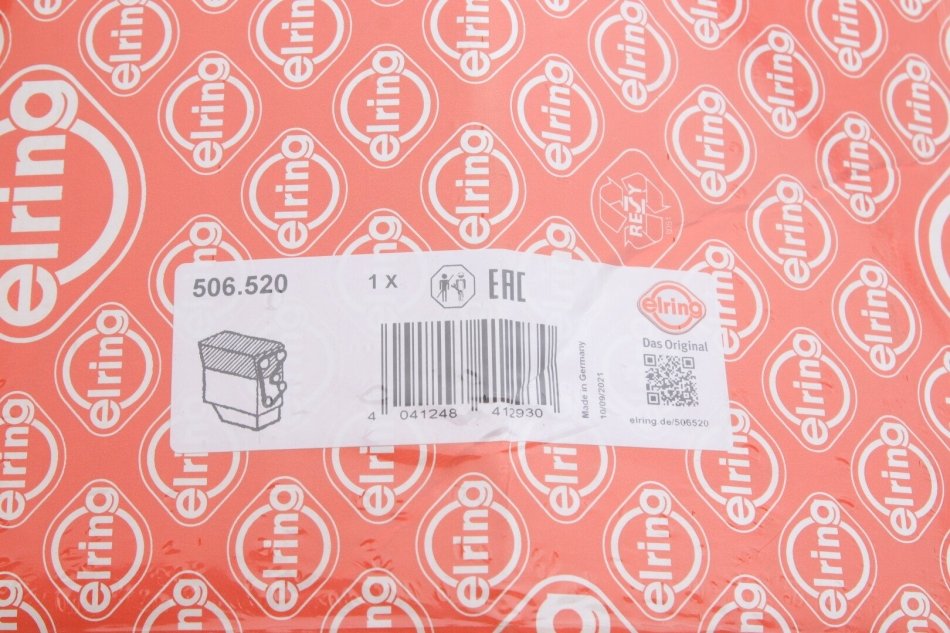 506.520
1 X
EAC
elring
Das Original
4 041248 412930
Made in Germany
10/09/2021
elring.de/506520
REZY
elring